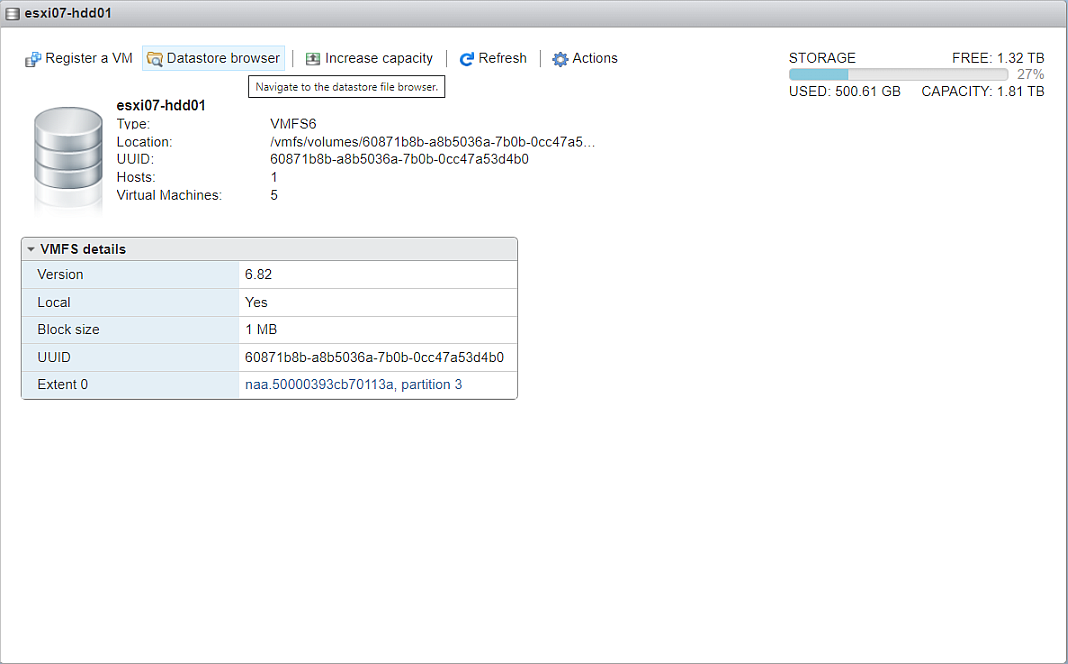 esxi07-hdd01
Register a VM Datastore browser Increase capacity Refresh Actions
Navigate to the datastore file browser.
STORAGE FREE: 1.32 TB
27%
USED: 500.61 GB CAPACITY: 1.81 TB
esxi07-hdd01
Type: VMFS6
Location: /vmfs/volumes/60871b8b-a8b5036a-7b0b-0cc47a5...
UUID: 60871b8b-a8b5036a-7b0b-0cc47a53d4b0
Hosts: 1
Virtual Machines: 5
VMFS details
Version 6.82
Local Yes
Block size 1 MB
UUID 60871b8b-a8b5036a-7b0b-0cc47a53d4b0
Extent 0 naa.50000393cb70113a, partition 3